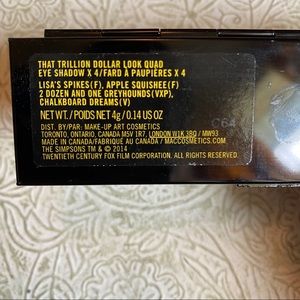 THAT TRILLION DOLLAR LOOK QUAD
EYE SHADOW X 4/FARD À PAUPIÈRES X 4
LISA'S SPIKES(F), APPLE SQUISHEE(F)
2 DOZEN AND ONE GREYHOUNDS(VXP),
CHALKBOARD DREAMS(V)
NET WT./POIDS NET 4g/0.14 US OZ
DIST. BY/PAR: MAKE-UP ART COSMETICS
TORONTO, ONTARIO, CANADA M5V 1R7, LONDON W1K 3BQ / MW93
MADE IN CANADA/FABRIQUÉ AU CANADA / MACCOSMETICS.COM
THE SIMPSONS TM & © 2014
TWENTIETH CENTURY FOX FILM CORPORATION. ALL RIGHTS RESERVED.